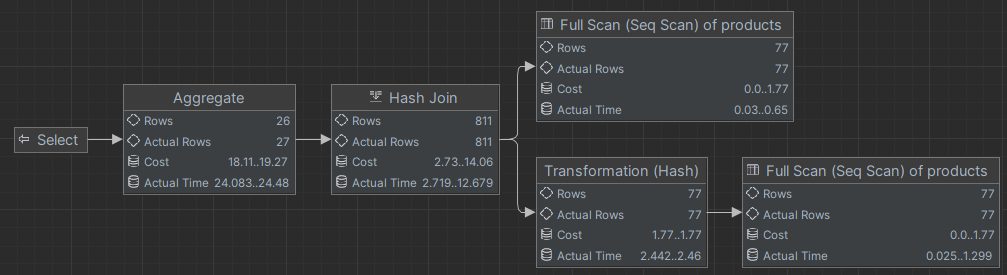 Select
Aggregate
Rows 26
Actual Rows 27
Cost 18.11..19.27
Actual Time 24.083..24.48
Hash Join
Rows 811
Actual Rows 811
Cost 2.73..14.06
Actual Time 2.719..12.679
Full Scan (Seq Scan) of products
Rows 77
Actual Rows 77
Cost 0.0..1.77
Actual Time 0.03..0.65
Transformation (Hash)
Rows 77
Actual Rows 77
Cost 1.77..1.77
Actual Time 2.442..2.46
Full Scan (Seq Scan) of products
Rows 77
Actual Rows 77
Cost 0.0..1.77
Actual Time 0.025..1.299